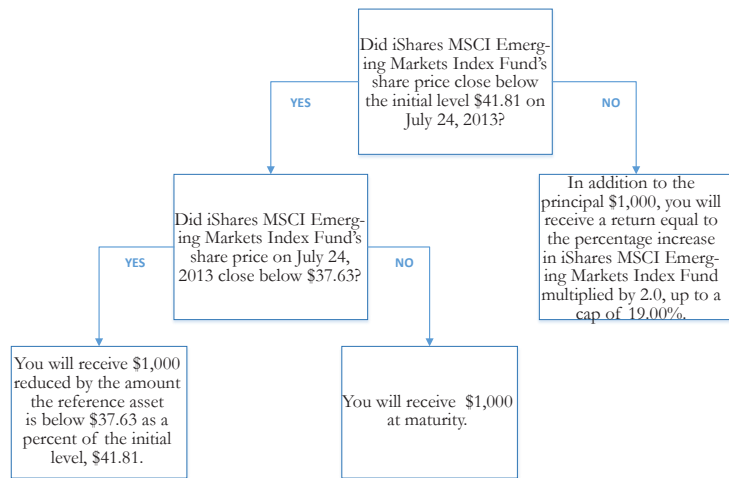 Did iShares MSCI Emerg-
ing Markets Index Fund's
share price close below
the initial level $41.81 on
July 24, 2013?
YES
NO
Did iShares MSCI Emerg-
ing Markets Index Fund's
share price on July 24,
2013 close below $37.63?
In addition to the
principal $1,000, you will
receive a return equal to
the percentage increase
in iShares MSCI Emerg-
ing Markets Index Fund
multiplied by 2.0, up to a
cap of 19.00%.
YES
NO
You will receive $1,000
reduced by the amount
the reference asset
is below $37.63 as a
percent of the initial
level, $41.81.
You will receive $1,000
at maturity.